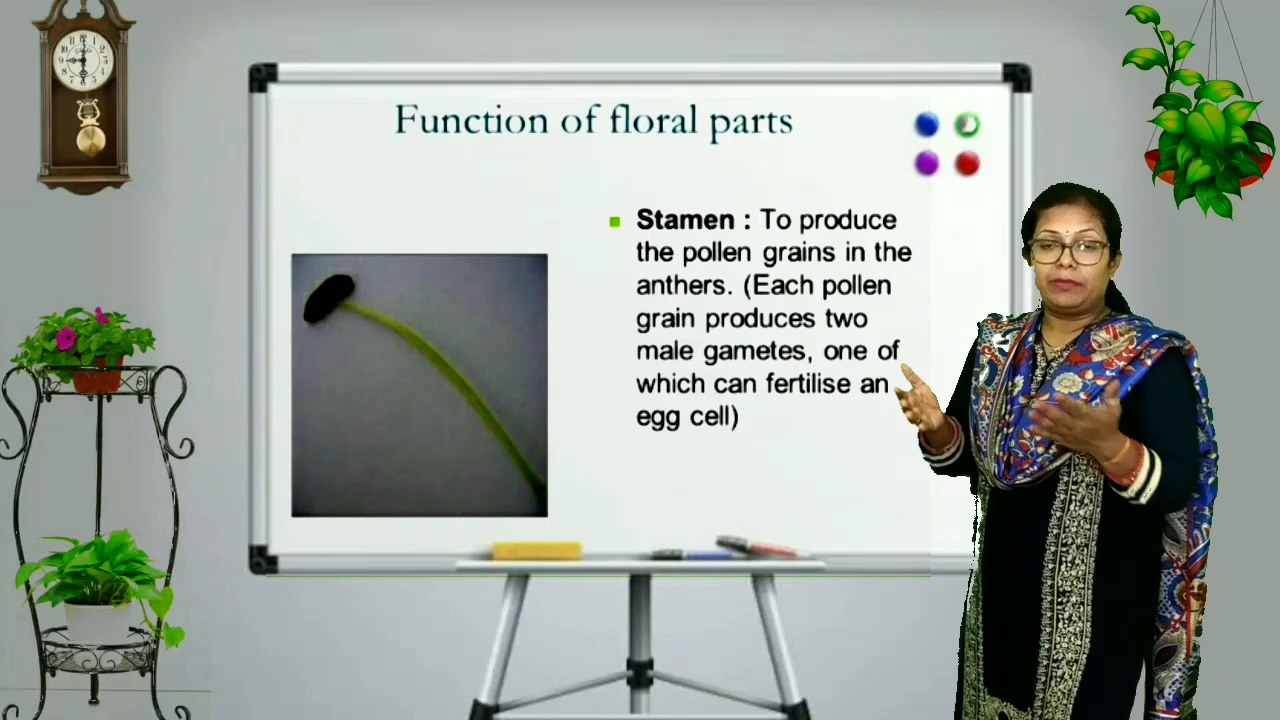 Function of floral parts
Stamen : To produce
the pollen grains in the
anthers. (Each pollen
grain produces two
male gametes, one of
which can fertilise an
egg cell)